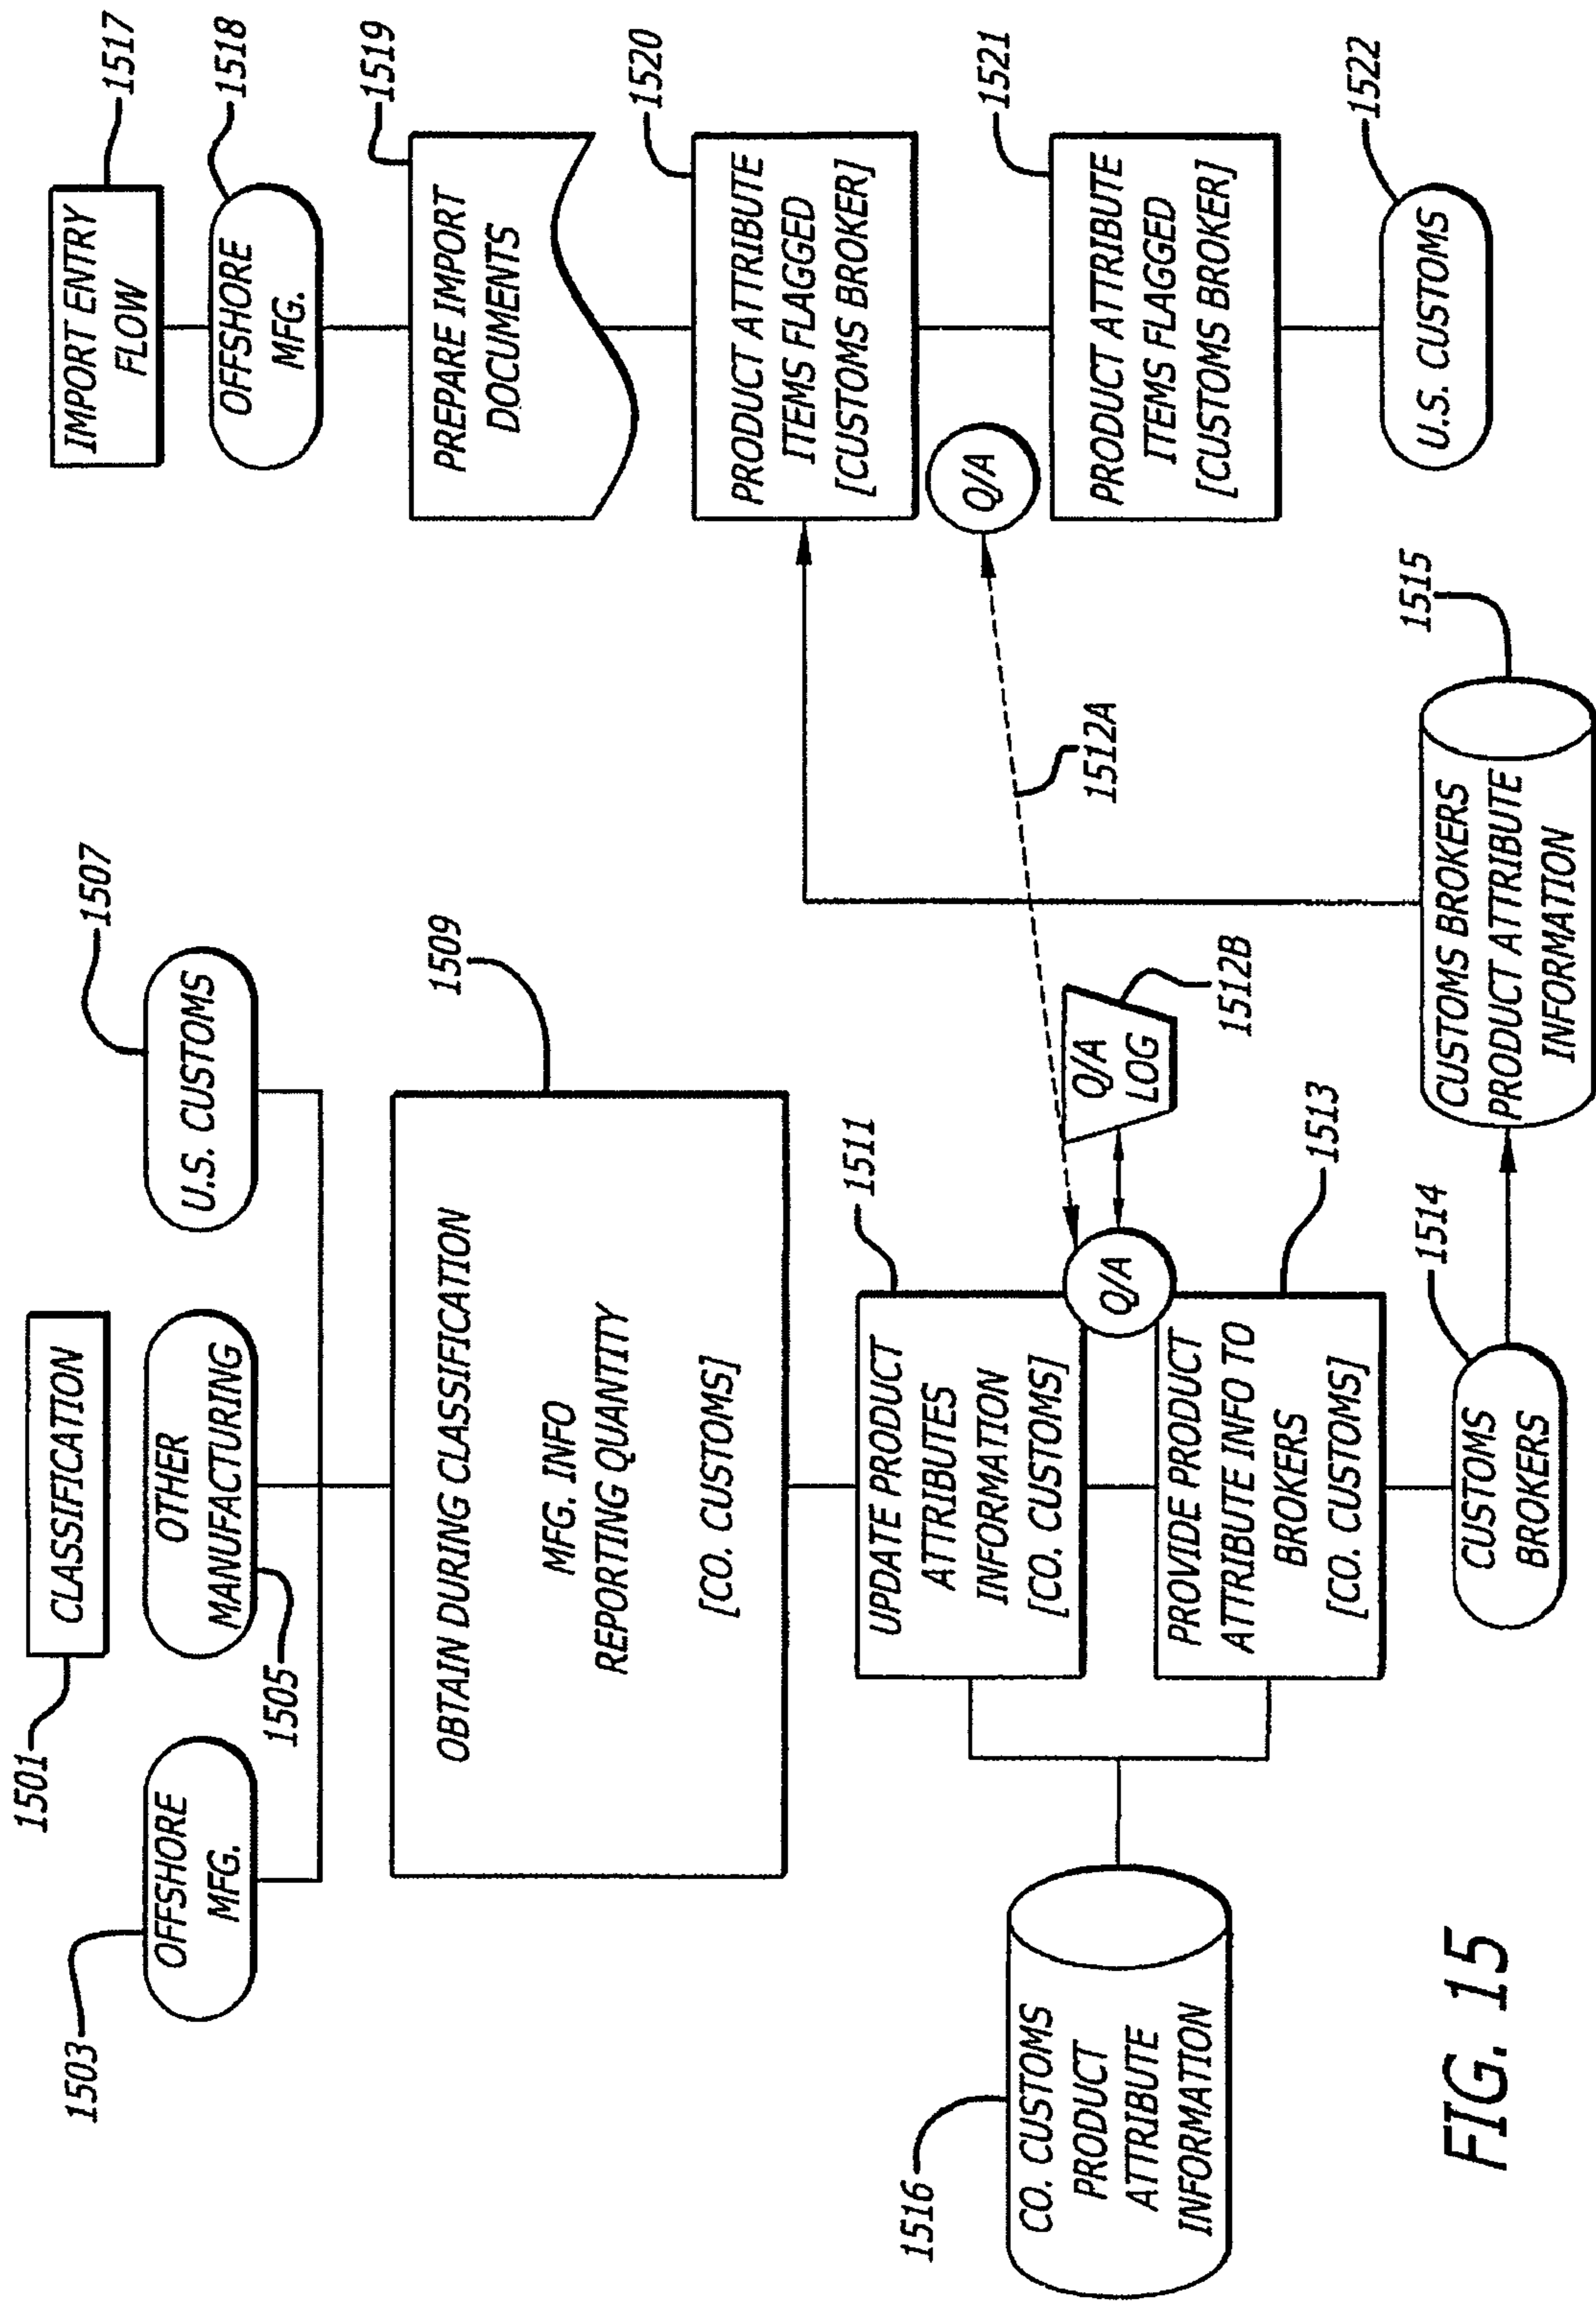 1501
CLASSIFICATION
1503
OFFSHORE
MFG.
OTHER
MANUFACTURING
1505
U.S. CUSTOMS
1507
OBTAIN DURING CLASSIFICATION
MFG. INFO
REPORTING QUANTITY
[CO. CUSTOMS]
1509
UPDATE PRODUCT
ATTRIBUTES
INFORMATION
[CO. CUSTOMS]
1511
Q/A
Q/A
LOG
1512B
1512A
PROVIDE PRODUCT
ATTRIBUTE INFO TO
BROKERS
[CO. CUSTOMS]
1513
1516
CO. CUSTOMS
PRODUCT
ATTRIBUTE
INFORMATION
CUSTOMS
BROKERS
1514
CUSTOMS BROKERS
PRODUCT ATTRIBUTE
INFORMATION
1515
IMPORT ENTRY
FLOW
1517
OFFSHORE
MFG.
1518
PREPARE IMPORT
DOCUMENTS
1519
PRODUCT ATTRIBUTE
ITEMS FLAGGED
[CUSTOMS BROKER]
1520
Q/A
PRODUCT ATTRIBUTE
ITEMS FLAGGED
[CUSTOMS BROKER]
1521
U.S. CUSTOMS
1522
FIG. 15